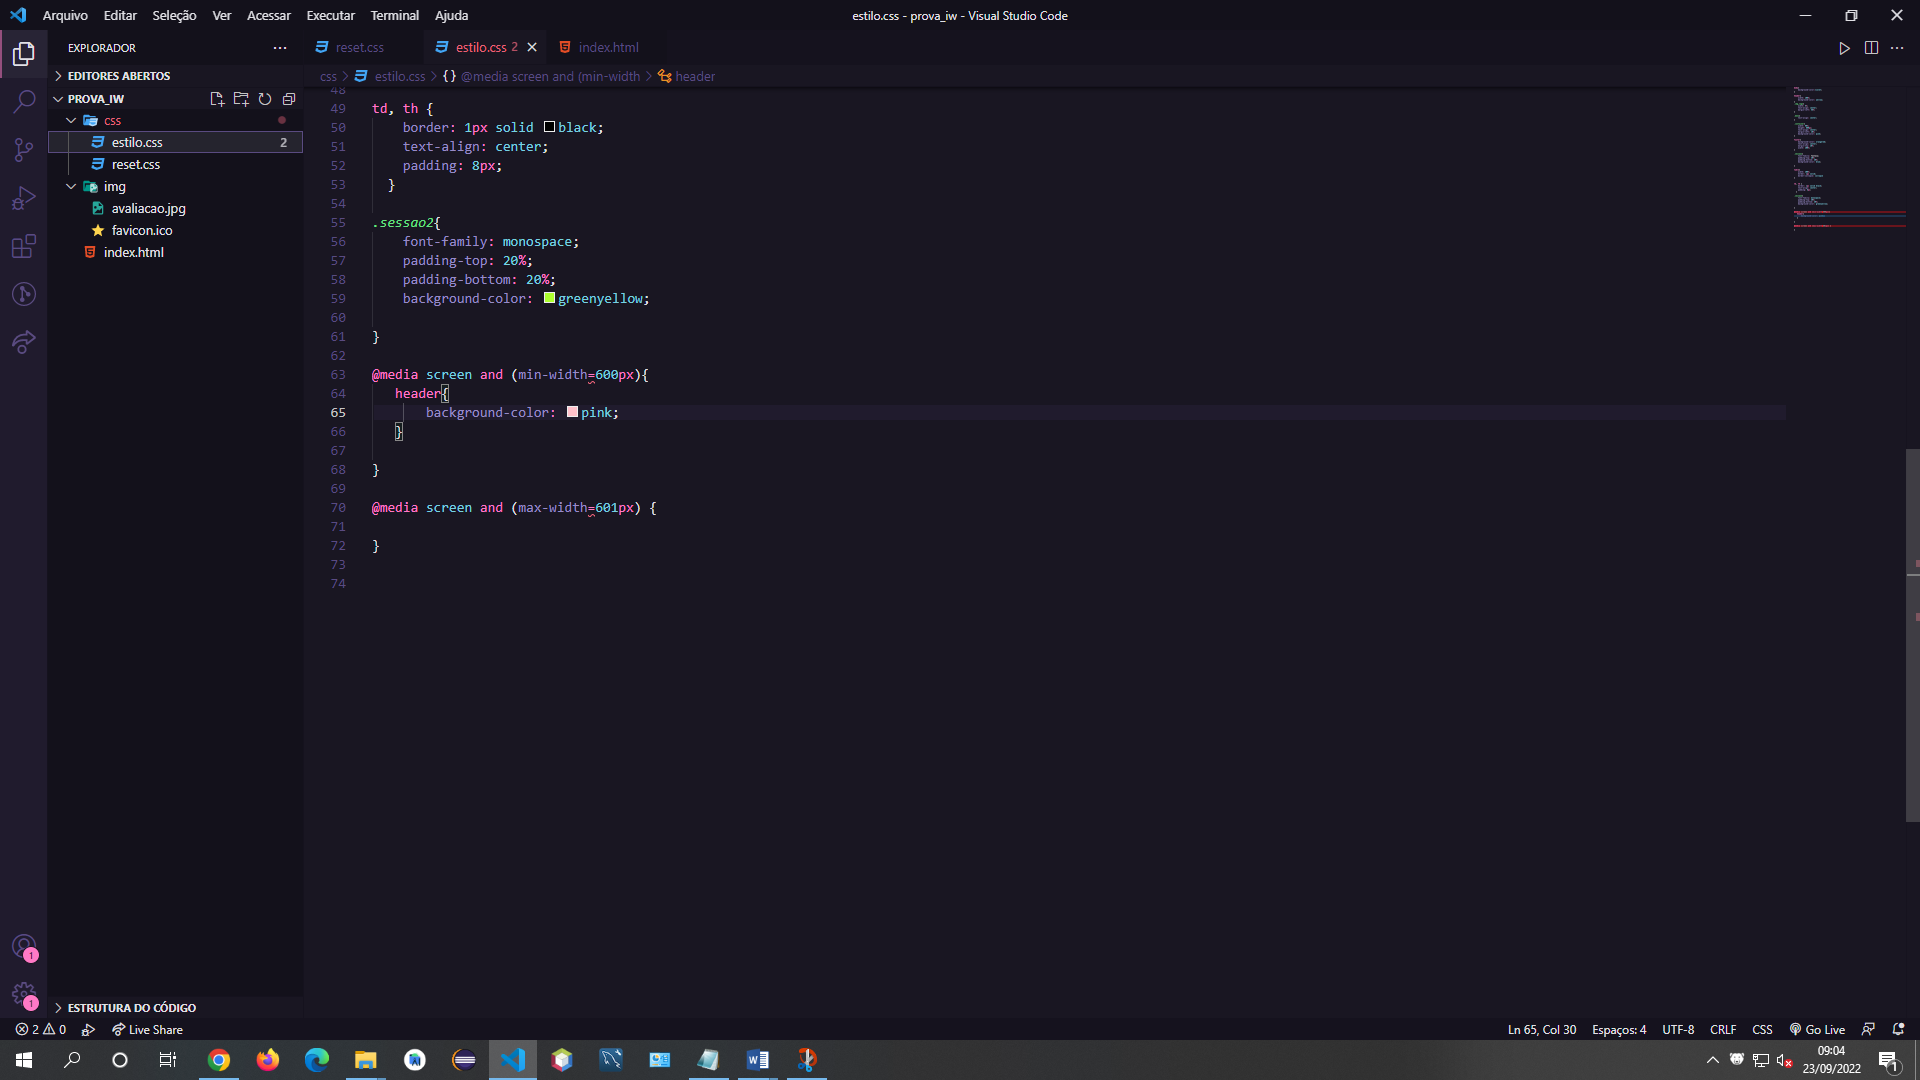 Arquivo Editar Seleção Ver Acessar Executar Terminal Ajuda
estilo.css - prova_iw - Visual Studio Code
EXPLORADOR
reset.css
estilo.css 2
index.html
EDITORES ABERTOS
css > estilo.css > {} @media screen and (min-width > header
PROVA_IW
css
estilo.css 2
reset.css
img
avaliacao.jpg
favicon.ico
index.html
48
49 td, th {
50 border: 1px solid black;
51 text-align: center;
52 padding: 8px;
53 }
54
55 .sessao2{
56 font-family: monospace;
57 padding-top: 20%;
58 padding-bottom: 20%;
59 background-color: greenyellow;
60
61 }
62
63 @media screen and (min-width=600px){
64 header{
65 background-color: pink;
66 }
67
68 }
69
70 @media screen and (max-width=601px) {
71
72 }
73
74
1
1
ESTRUTURA DO CÓDIGO
2 0 Live Share
Ln 65, Col 30 Espaços: 4 UTF-8 CRLF CSS Go Live
09:04
23/09/2022
1